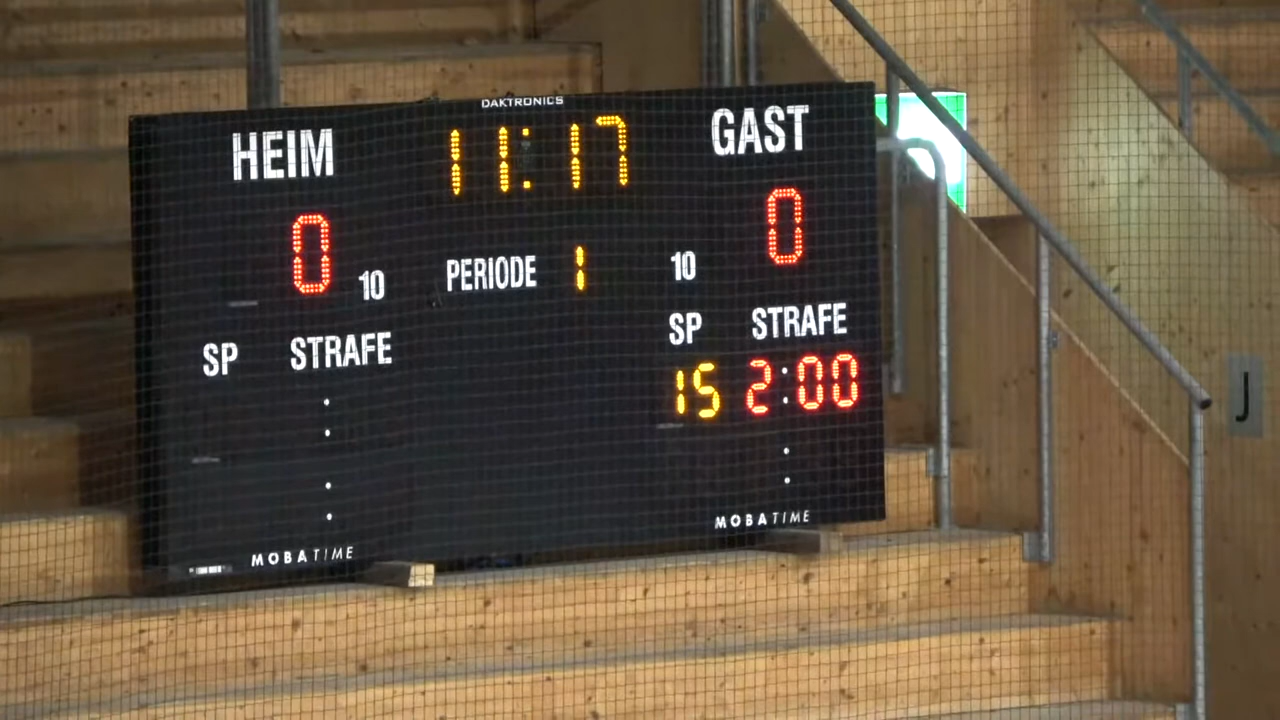 DAKTRONICS
HEIM 11:17 GAST
0 10 PERIODE 1 10 0
SP STRAFE SP STRAFE
: 15 2:00
: :
MOBATIME MOBATIME
J